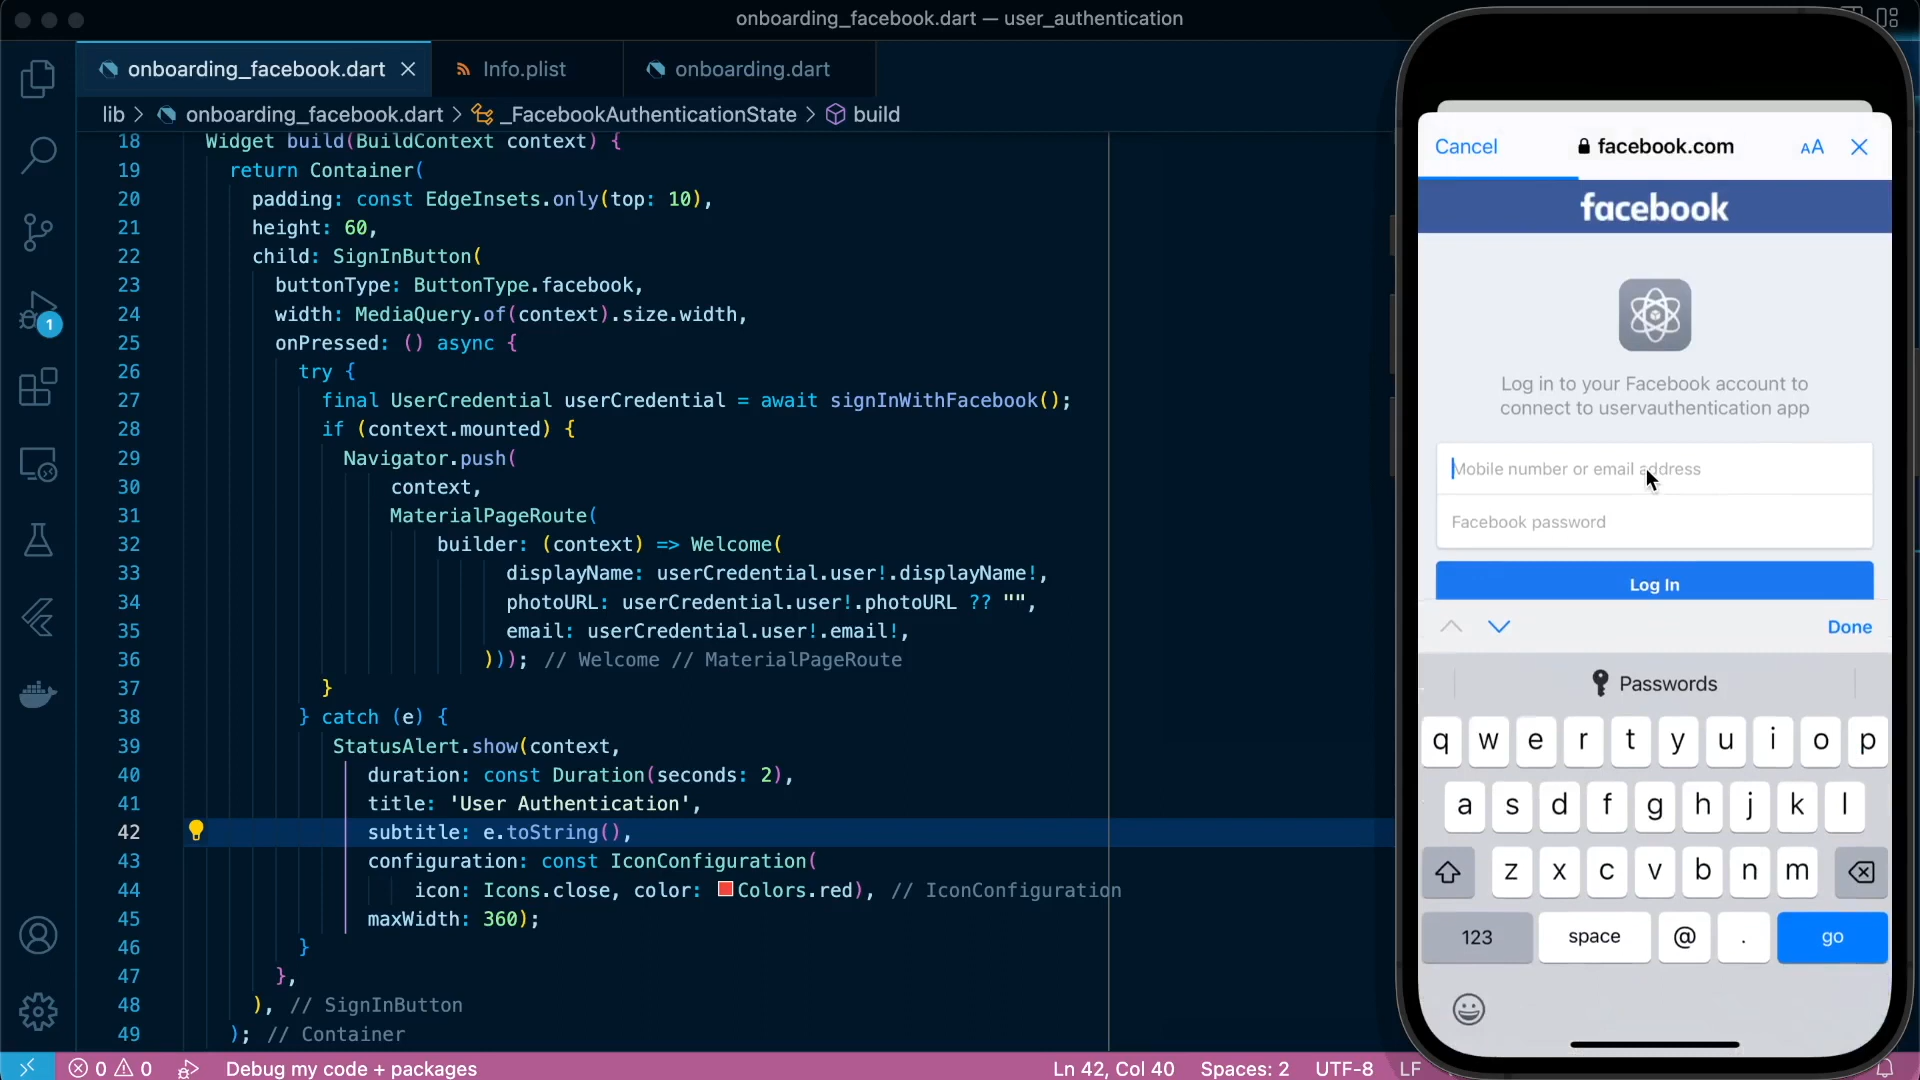 onboarding_facebook.dart — user_authentication
onboarding_facebook.dart
Info.plist
onboarding.dart
lib > onboarding_facebook.dart > _FacebookAuthenticationState > build
1
18 Widget build(BuildContext context) {
19 return Container(
20 padding: const EdgeInsets.only(top: 10),
21 height: 60,
22 child: SignInButton(
23 buttonType: ButtonType.facebook,
24 width: MediaQuery.of(context).size.width,
25 onPressed: () async {
26 try {
27 final UserCredential userCredential = await signInWithFacebook();
28 if (context.mounted) {
29 Navigator.push(
30 context,
31 MaterialPageRoute(
32 builder: (context) => Welcome(
33 displayName: userCredential.user!.displayName!,
34 photoURL: userCredential.user!.photoURL ?? "",
35 email: userCredential.user!.email!,
36 ))); // Welcome // MaterialPageRoute
37 }
38 } catch (e) {
39 StatusAlert.show(context,
40 duration: const Duration(seconds: 2),
41 title: 'User Authentication',
42 subtitle: e.toString(),
43 configuration: const IconConfiguration(
44 icon: Icons.close, color: Colors.red), // IconConfiguration
45 maxWidth: 360);
46 }
47 },
48 ), // SignInButton
49 ); // Container
0 0 Debug my code + packages
Ln 42, Col 40 Spaces: 2 UTF-8 LF
Cancel facebook.com AA
facebook
Log in to your Facebook account to
connect to uservauthentication app
Mobile number or email address
Facebook password
Log In
Done
Passwords
q w e r t y u i o p
a s d f g h j k l
z x c v b n m
123 space @ . go